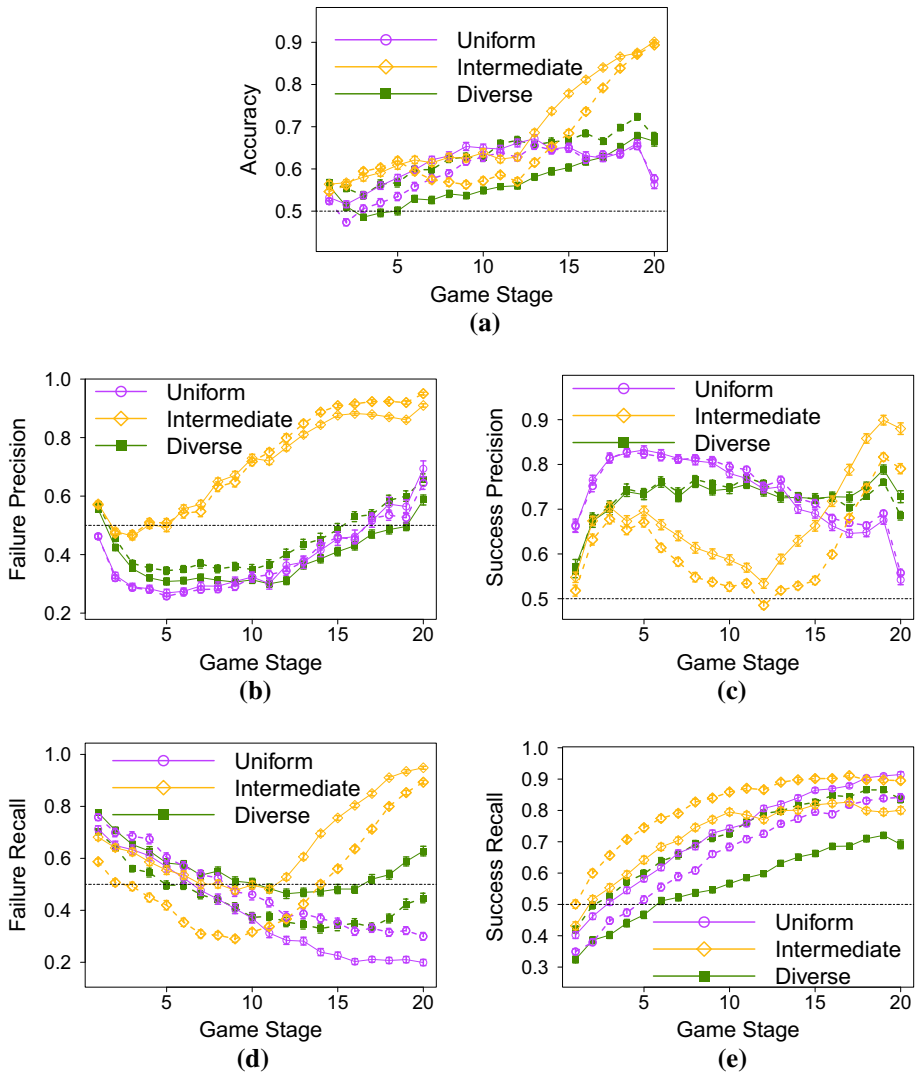 Accuracy
0.9
0.8
0.7
0.6
0.5
Uniform
Intermediate
Diverse
5 10 15 20
Game Stage
(a)
Failure Precision
1.0
0.8
0.6
0.4
0.2
Uniform
Intermediate
Diverse
5 10 15 20
Game Stage
(b)
Success Precision
0.9
0.8
0.7
0.6
0.5
Uniform
Intermediate
Diverse
5 10 15 20
Game Stage
(c)
Failure Recall
1.0
0.8
0.6
0.4
0.2
Uniform
Intermediate
Diverse
5 10 15 20
Game Stage
(d)
Success Recall
1.0
0.9
0.8
0.7
0.6
0.5
0.4
0.3
Uniform
Intermediate
Diverse
5 10 15 20
Game Stage
(e)